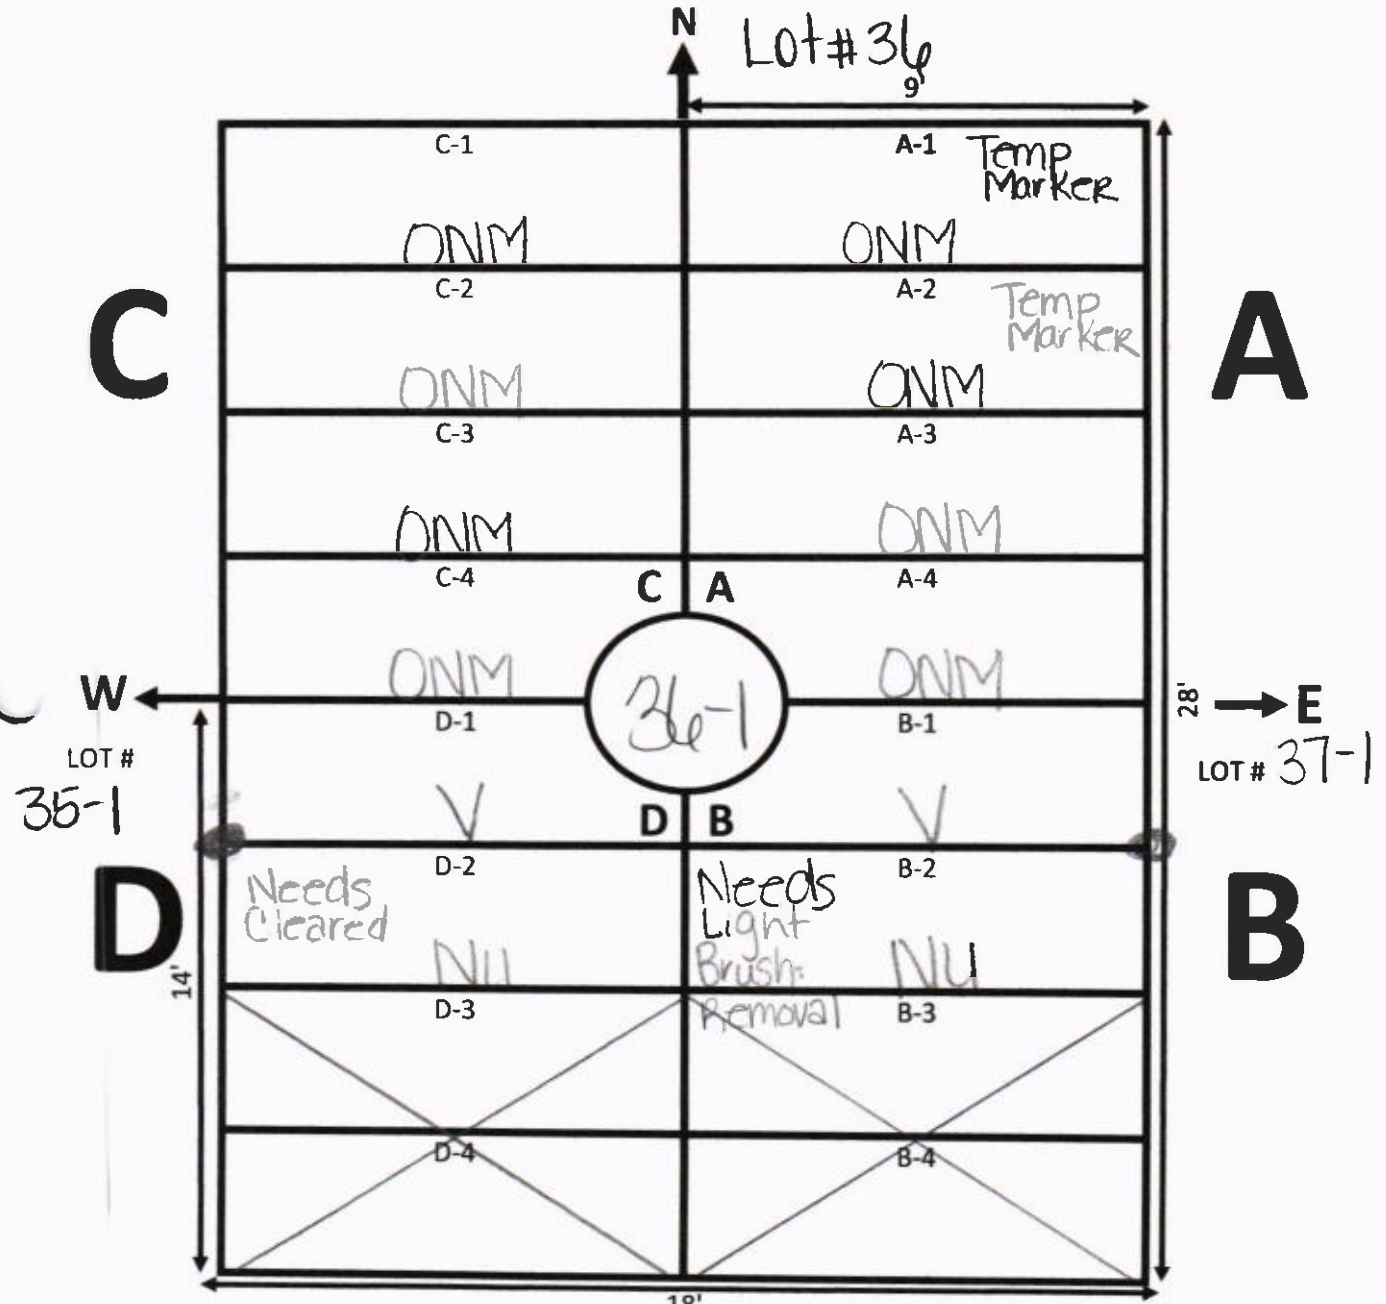 N
Lot #36
9'
C-1
A-1
Temp
Marker
ONM
ONM
C-2
A-2
Temp
Marker
C
A
ONM
ONM
C-3
A-3
ONM
ONM
C-4
C A
A-4
ONM
ONM
W
36-1
28'
E
D-1
B-1
LOT #
35-1
LOT # 37-1
V
V
D B
D-2
B-2
Needs
Cleared
Needs
Light
Brush
Removal
D
B
NU
NU
14'
D-3
B-3
D-4
B-4
18'